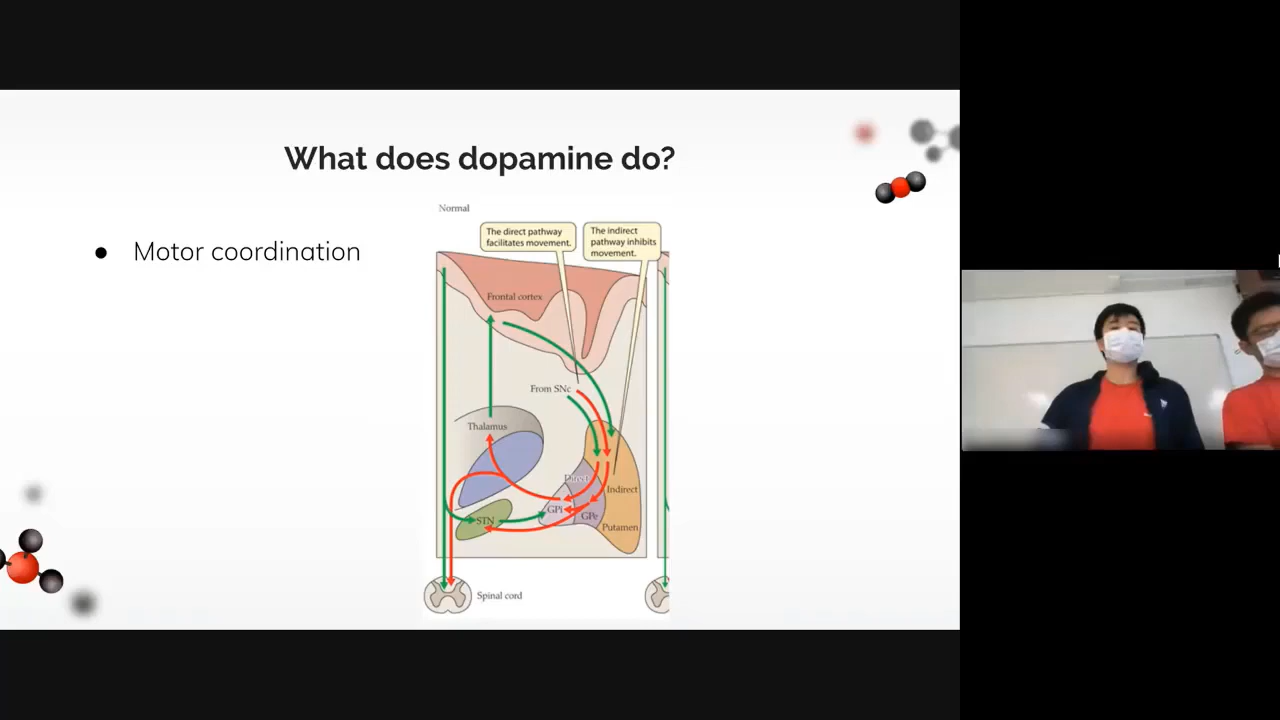 What does dopamine do?
● Motor coordination
Normal
The direct pathway
facilitates movement.
The indirect
pathway inhibits
movement.
Frontal cortex
From SNc
Thalamus
Direct
Indirect
GPi
GPe
STN
Putamen
Spinal cord